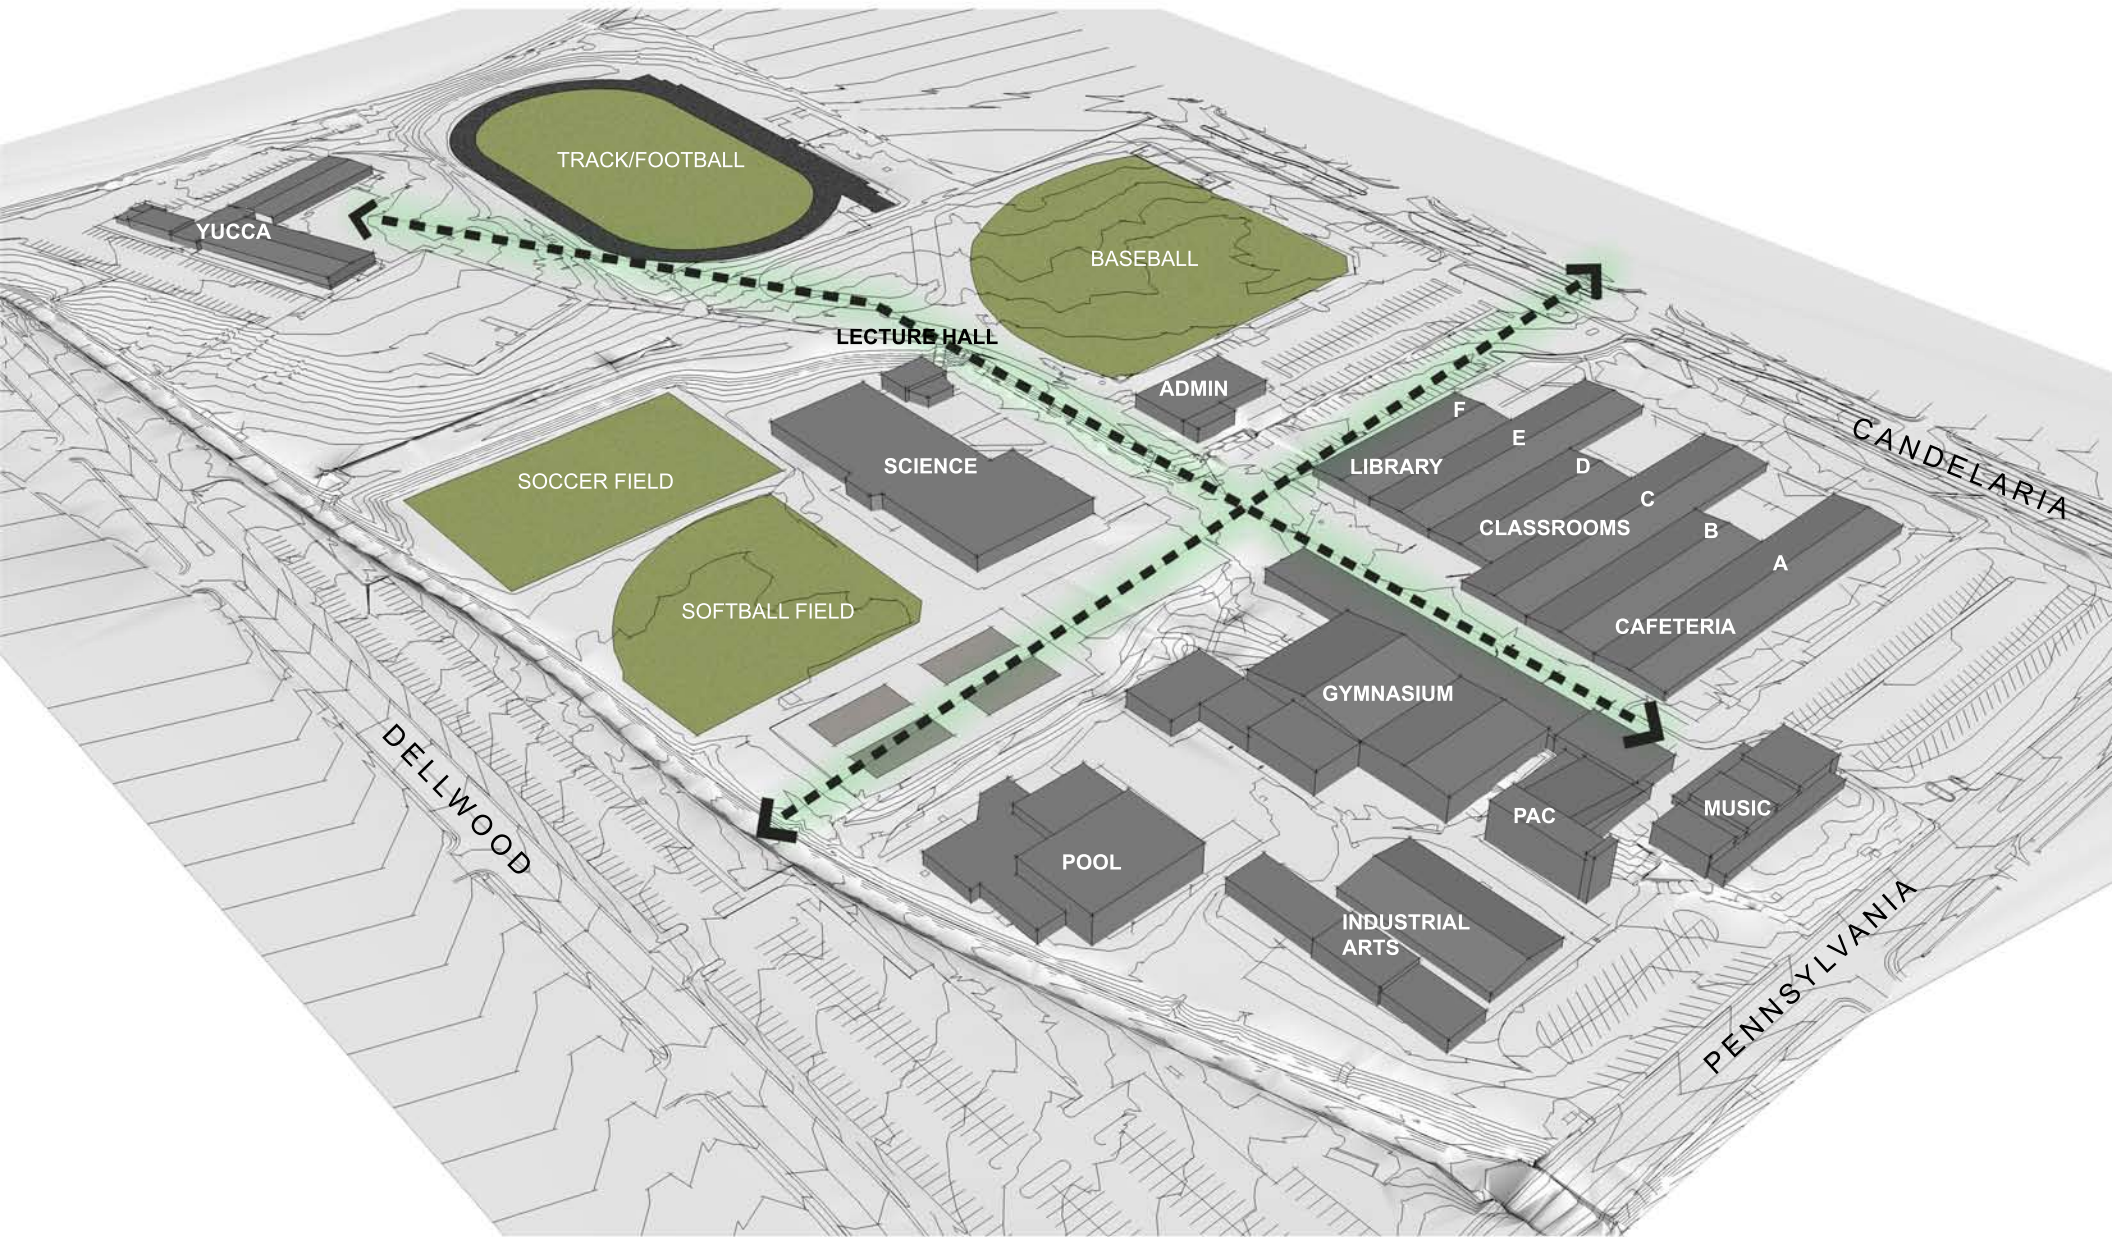 TRACK/FOOTBALL
YUCCA
BASEBALL
LECTURE HALL
ADMIN
F
E
LIBRARY
D
SCIENCE
SOCCER FIELD
C
CLASSROOMS
B
A
CANDELARIA
SOFTBALL FIELD
CAFETERIA
GYMNASIUM
DELLWOOD
PAC
MUSIC
POOL
INDUSTRIAL
ARTS
PENNSYLVANIA